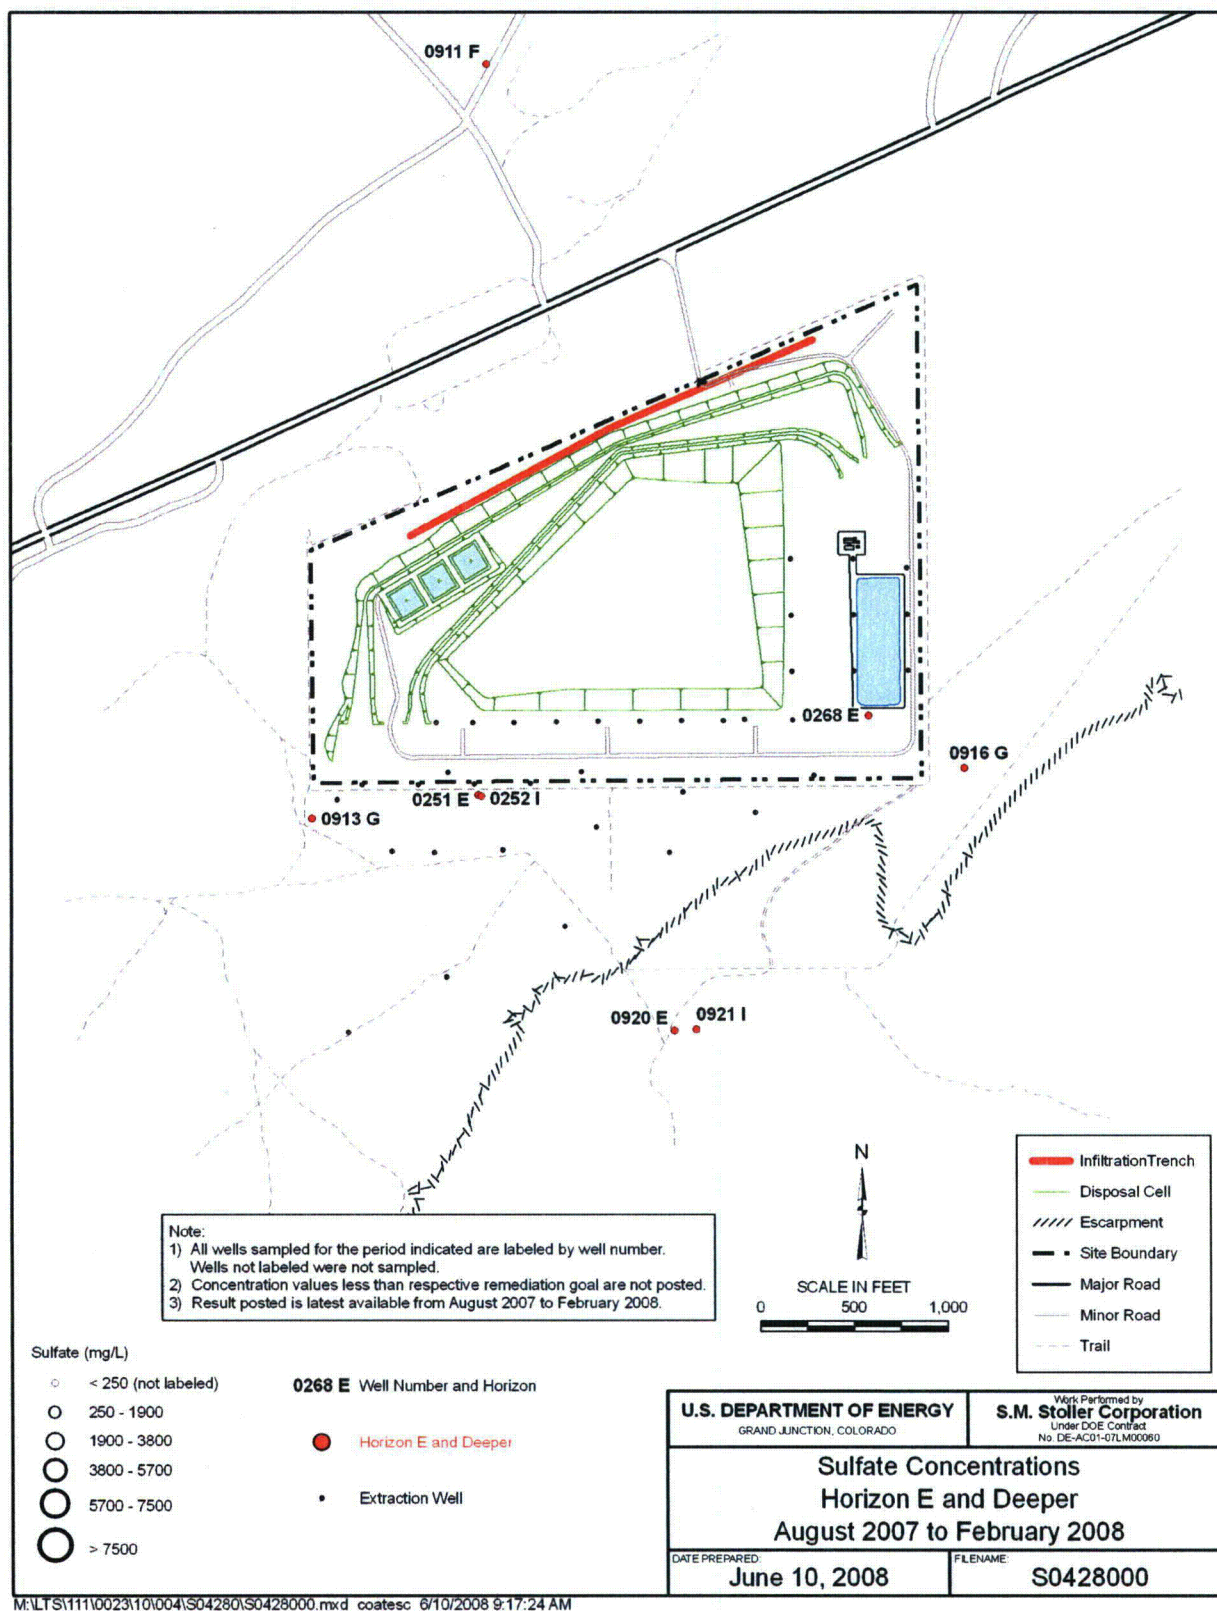 0911 F
0268 E
0916 G
0251 E
0252 I
0913 G
0920 E
0921 I
N
SCALE IN FEET
0 500 1,000
InfiltrationTrench
Disposal Cell
Escarpment
Site Boundary
Major Road
Minor Road
Trail
Note:
1) All wells sampled for the period indicated are labeled by well number.
Wells not labeled were not sampled.
2) Concentration values less than respective remediation goal are not posted.
3) Result posted is latest available from August 2007 to February 2008.
Sulfate (mg/L)
< 250 (not labeled)
250 - 1900
1900 - 3800
3800 - 5700
5700 - 7500
> 7500
0268 E Well Number and Horizon
Horizon E and Deeper
Extraction Well
U.S. DEPARTMENT OF ENERGY
GRAND JUNCTION, COLORADO
Work Performed by
S.M. Stoller Corporation
Under DOE Contract
No. DE-AC01-07LM00060
Sulfate Concentrations
Horizon E and Deeper
August 2007 to February 2008
DATE PREPARED:
June 10, 2008
FILENAME:
S0428000
M:\LTS\111\0023\10\004\S04280\S0428000.mxd coatesc 6/10/2008 9:17:24 AM